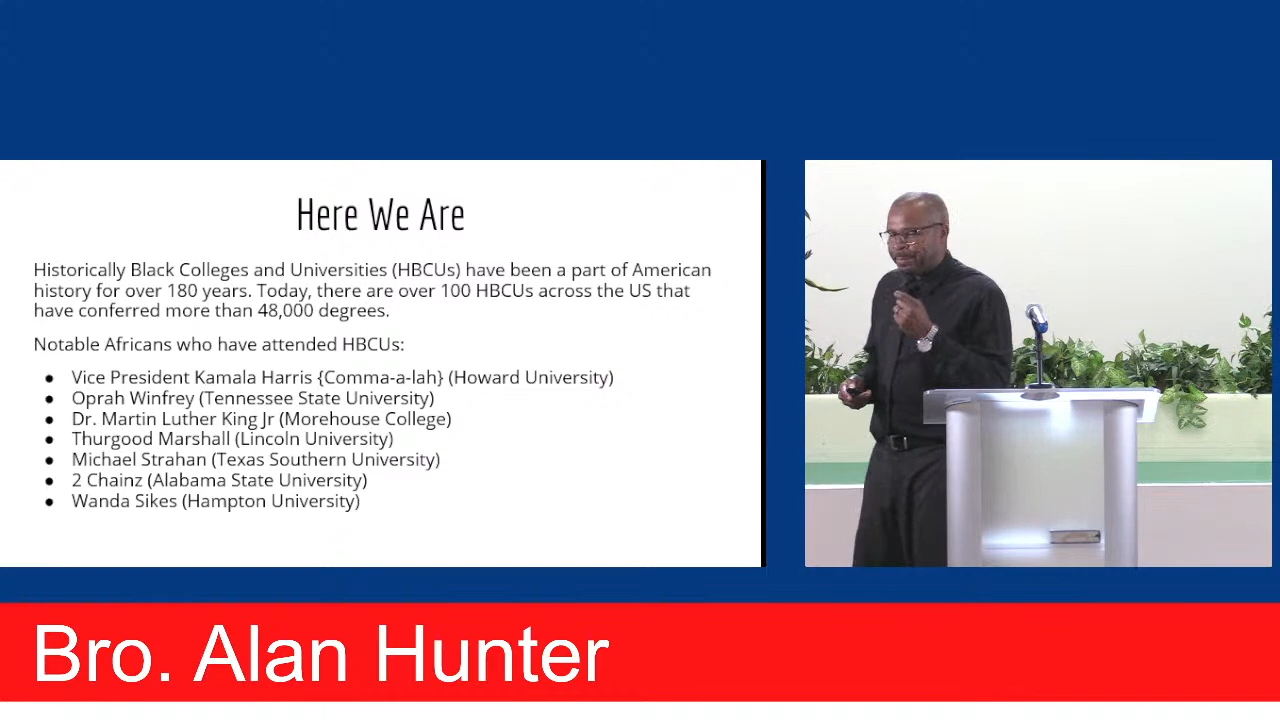 Here We Are
Historically Black Colleges and Universities (HBCUs) have been a part of American
history for over 180 years. Today, there are over 100 HBCUs across the US that
have conferred more than 48,000 degrees.
Notable Africans who have attended HBCUs:
● Vice President Kamala Harris {Comma-a-lah} (Howard University)
● Oprah Winfrey (Tennessee State University)
● Dr. Martin Luther King Jr (Morehouse College)
● Thurgood Marshall (Lincoln University)
● Michael Strahan (Texas Southern University)
● 2 Chainz (Alabama State University)
● Wanda Sikes (Hampton University)
Bro. Alan Hunter